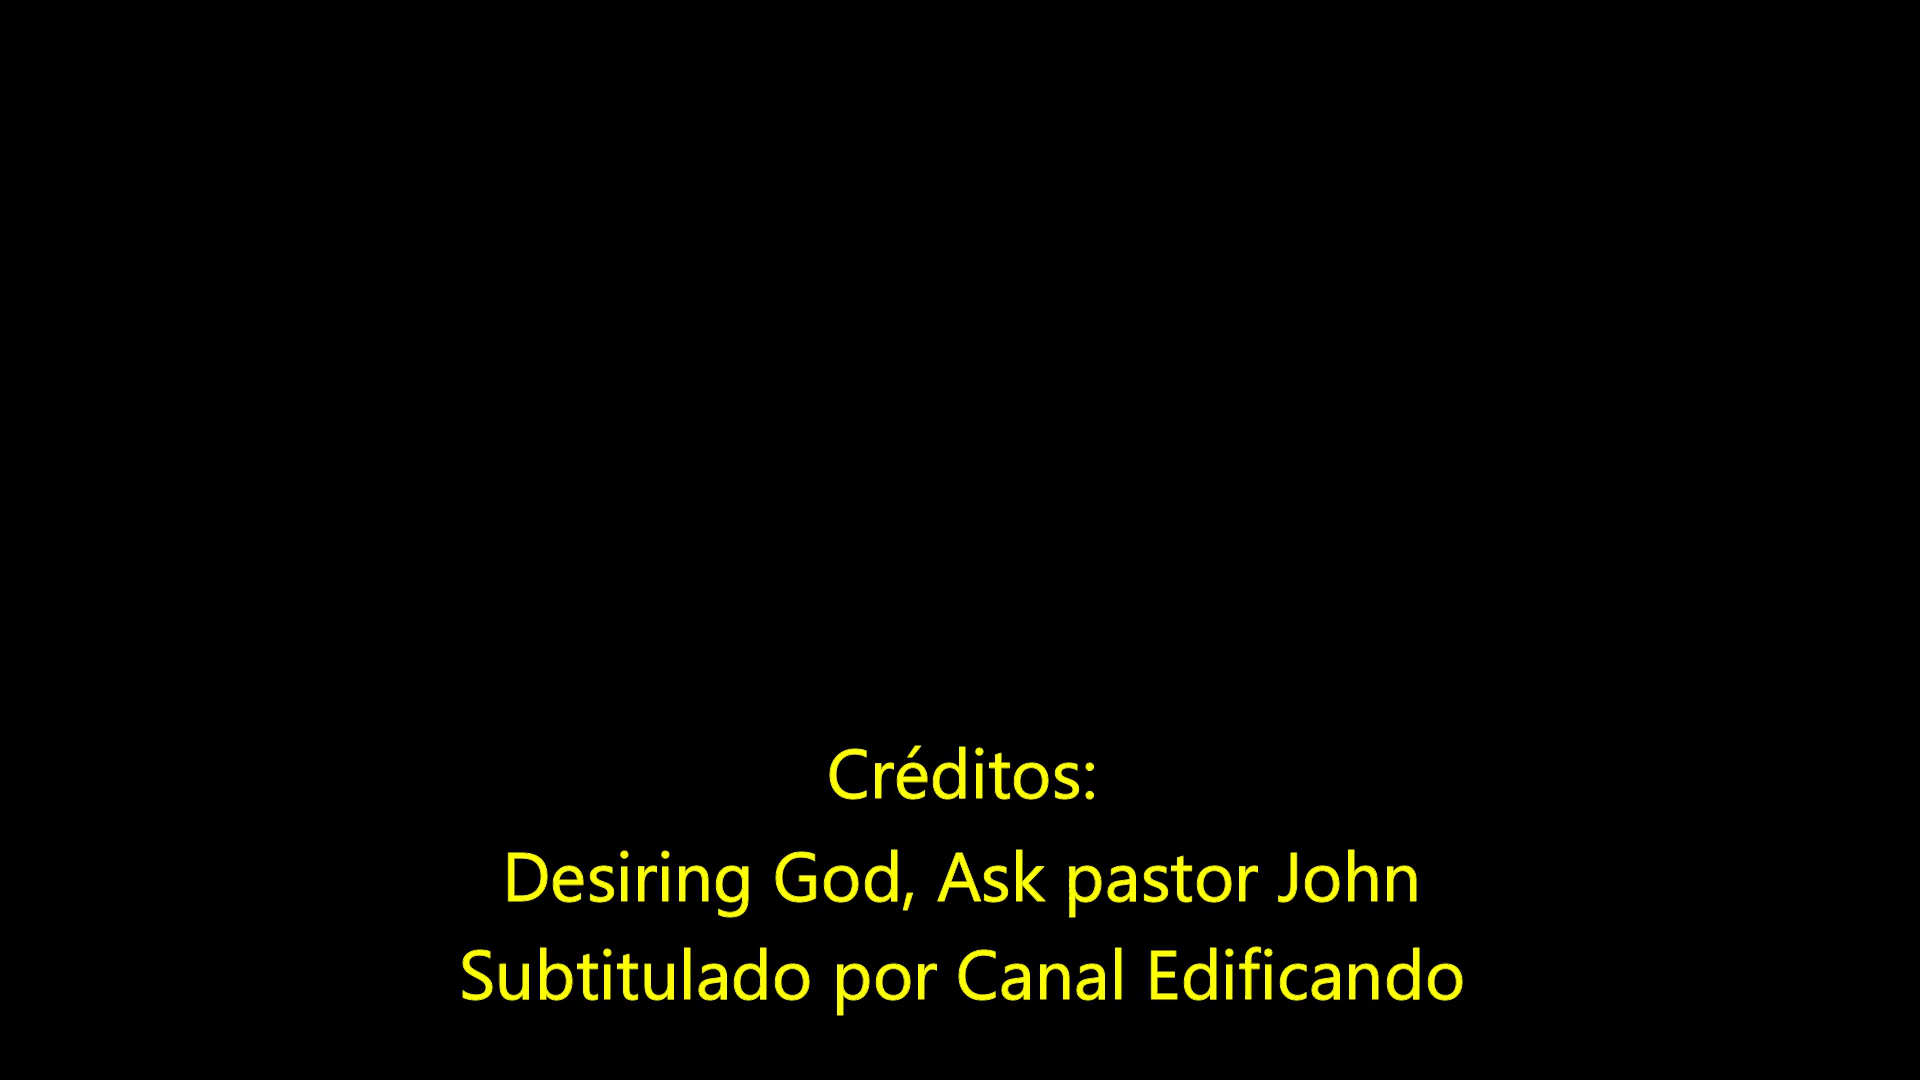 Créditos:
Desiring God, Ask pastor John
Subtitulado por Canal Edificando